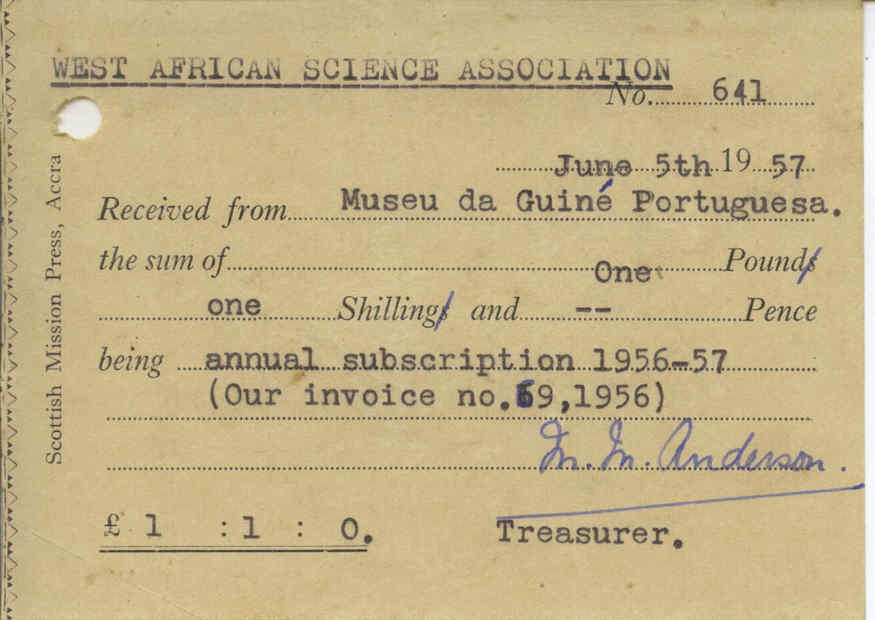 WEST AFRICAN SCIENCE ASSOCIATION
No. 641
June 5th 19 57
Received from Museu da Guiné Portuguesa.
the sum of One Pounds
one Shillings and -- Pence
being annual subscription 1956-57
(Our invoice no.69,1956)
M. M. Anderson.
£ 1 : 1 : 0.
Treasurer.
Scottish Mission Press, Accra